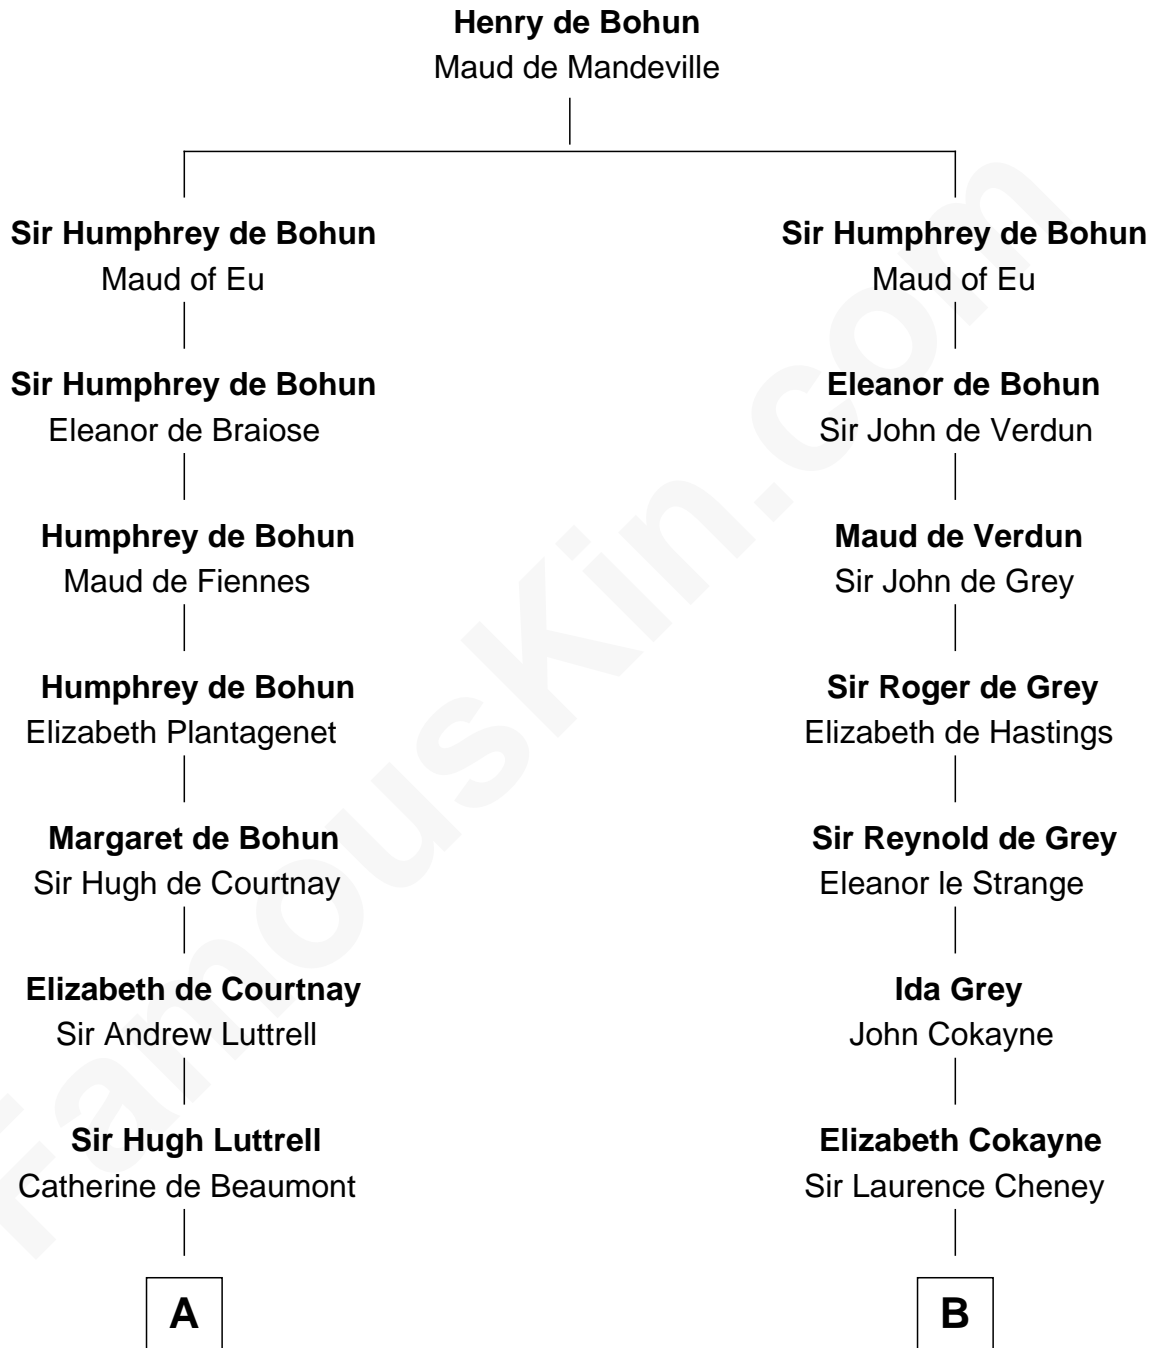 Henry de Bohun
Maud de Mandeville
Sir Humphrey de Bohun
Maud of Eu
Sir Humphrey de Bohun
Maud of Eu
Sir Humphrey de Bohun
Eleanor de Braiose
Eleanor de Bohun
Sir John de Verdun
Humphrey de Bohun
Maud de Fiennes
Maud de Verdun
Sir John de Grey
Humphrey de Bohun
Elizabeth Plantagenet
Sir Roger de Grey
Elizabeth de Hastings
Margaret de Bohun
Sir Hugh de Courtnay
Sir Reynold de Grey
Eleanor le Strange
Elizabeth de Courtnay
Sir Andrew Luttrell
Ida Grey
John Cokayne
Sir Hugh Luttrell
Catherine de Beaumont
Elizabeth Cokayne
Sir Laurence Cheney
A
B
FamousKin.com